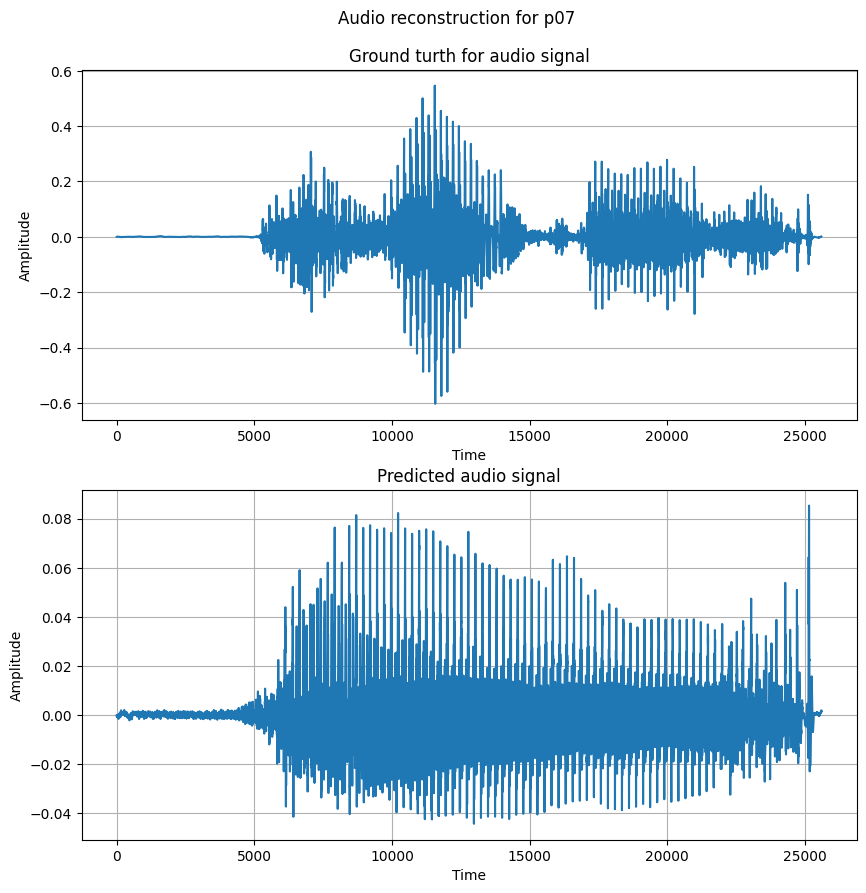 Audio reconstruction for p07
Ground turth for audio signal
0.6
0.4
0.2
0.0
−0.2
−0.4
−0.6
Amplitude
0 5000 10000 15000 20000 25000
Time
Predicted audio signal
0.08
0.06
0.04
0.02
0.00
−0.02
−0.04
Amplitude
0 5000 10000 15000 20000 25000
Time